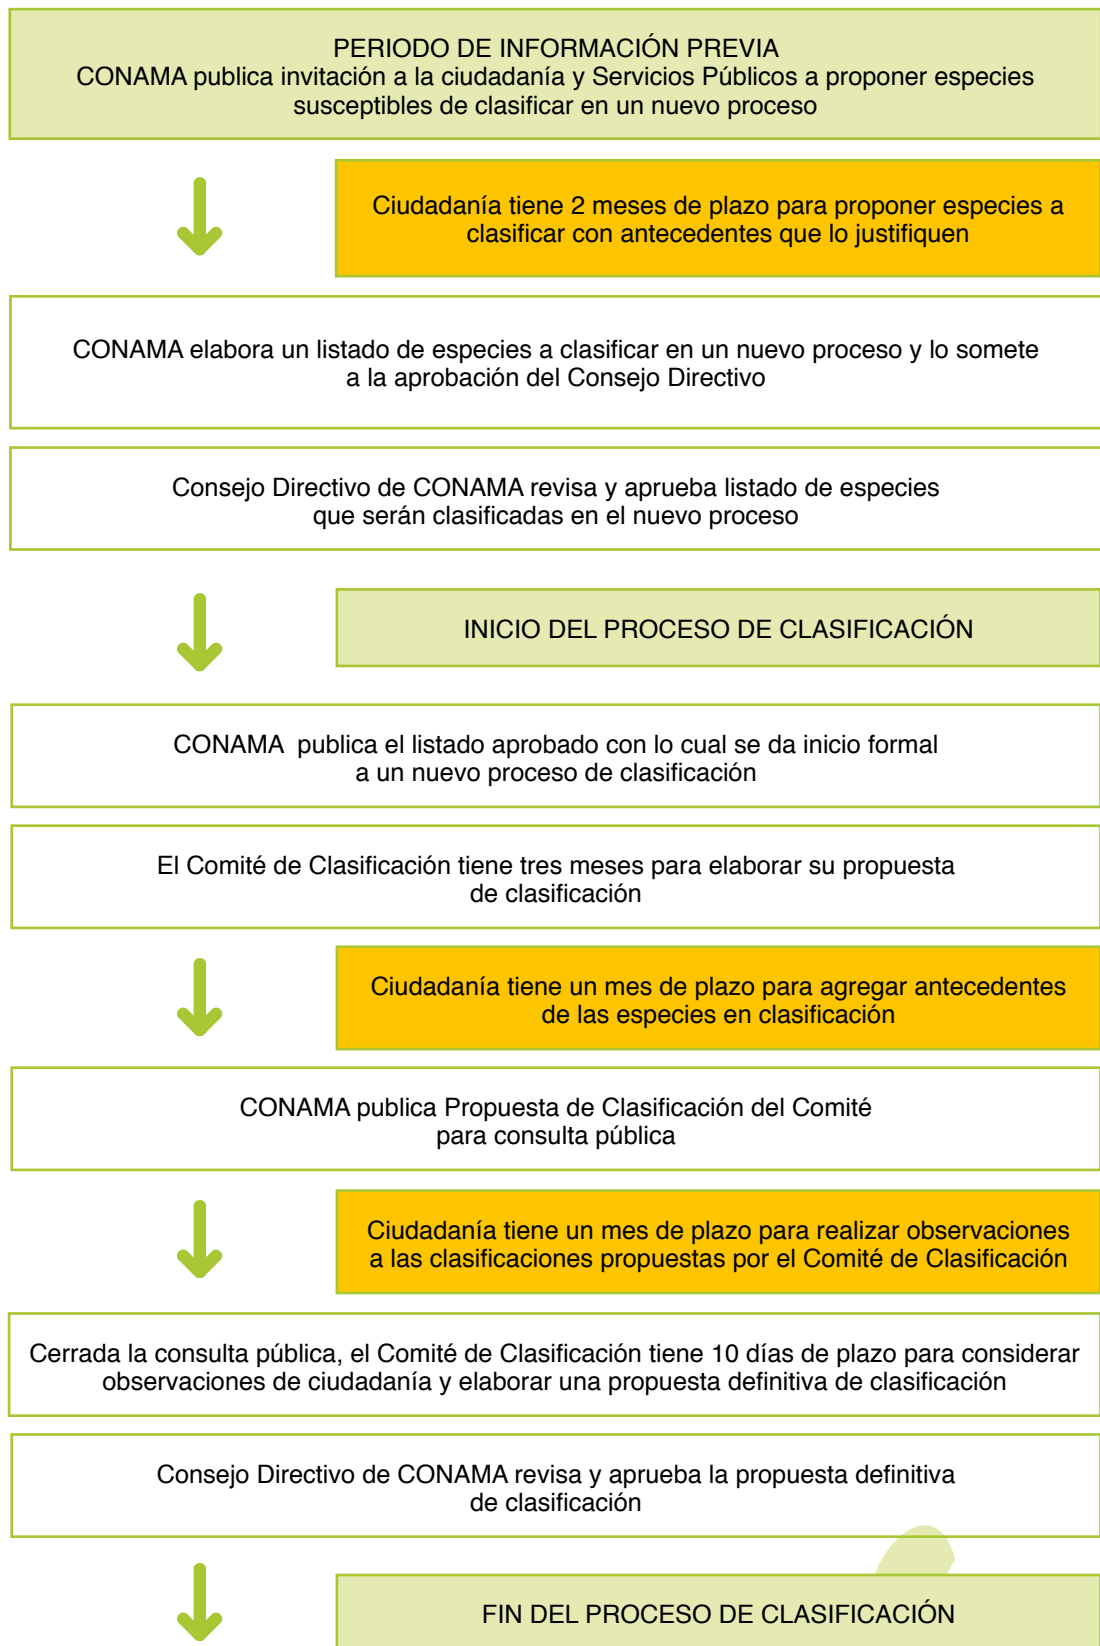 PERIODO DE INFORMACIÓN PREVIA
CONAMA publica invitación a la ciudadanía y Servicios Públicos a proponer especies
susceptibles de clasificar en un nuevo proceso
Ciudadanía tiene 2 meses de plazo para proponer especies a
clasificar con antecedentes que lo justifiquen
CONAMA elabora un listado de especies a clasificar en un nuevo proceso y lo somete
a la aprobación del Consejo Directivo
Consejo Directivo de CONAMA revisa y aprueba listado de especies
que serán clasificadas en el nuevo proceso
INICIO DEL PROCESO DE CLASIFICACIÓN
CONAMA publica el listado aprobado con lo cual se da inicio formal
a un nuevo proceso de clasificación
El Comité de Clasificación tiene tres meses para elaborar su propuesta
de clasificación
Ciudadanía tiene un mes de plazo para agregar antecedentes
de las especies en clasificación
CONAMA publica Propuesta de Clasificación del Comité
para consulta pública
Ciudadanía tiene un mes de plazo para realizar observaciones
a las clasificaciones propuestas por el Comité de Clasificación
Cerrada la consulta pública, el Comité de Clasificación tiene 10 días de plazo para considerar
observaciones de ciudadanía y elaborar una propuesta definitiva de clasificación
Consejo Directivo de CONAMA revisa y aprueba la propuesta definitiva
de clasificación
FIN DEL PROCESO DE CLASIFICACIÓN